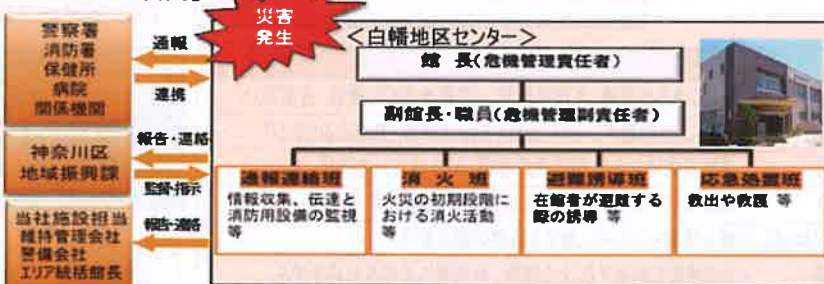 災害
発生
<白幡地区センター>
警察署
消防署
保健所
病院
関係機関
通報
連携
館 長(危機管理責任者)
副館長・職員(危機管理副責任者)
神奈川区
地域振興課
報告・連絡
監督・指示
当社施設担当
維持管理会社
警備会社
エリア統括館長
報告・連絡
通報連絡班
情報収集、伝達と
消防用設備の監視
等
消 火 班
火災の初期段階に
おける消火活動
等
避難誘導班
在館者が避難する
際の誘導 等
応急処置班
救出や救護 等